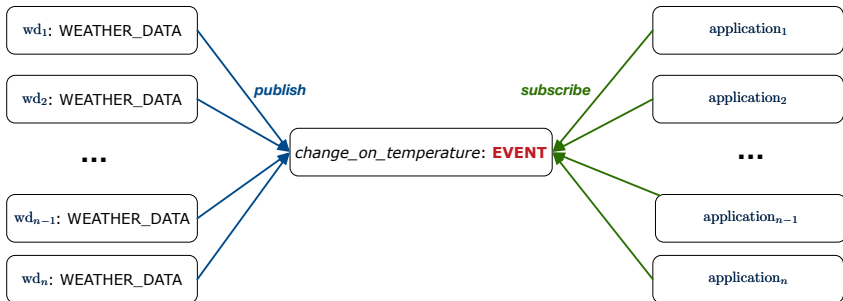 wd₁: WEATHER_DATA
wd₂: WEATHER_DATA
...
wdₙ₋₁: WEATHER_DATA
wdₙ: WEATHER_DATA
publish
change_on_temperature: EVENT
subscribe
application₁
application₂
...
applicationₙ₋₁
applicationₙ